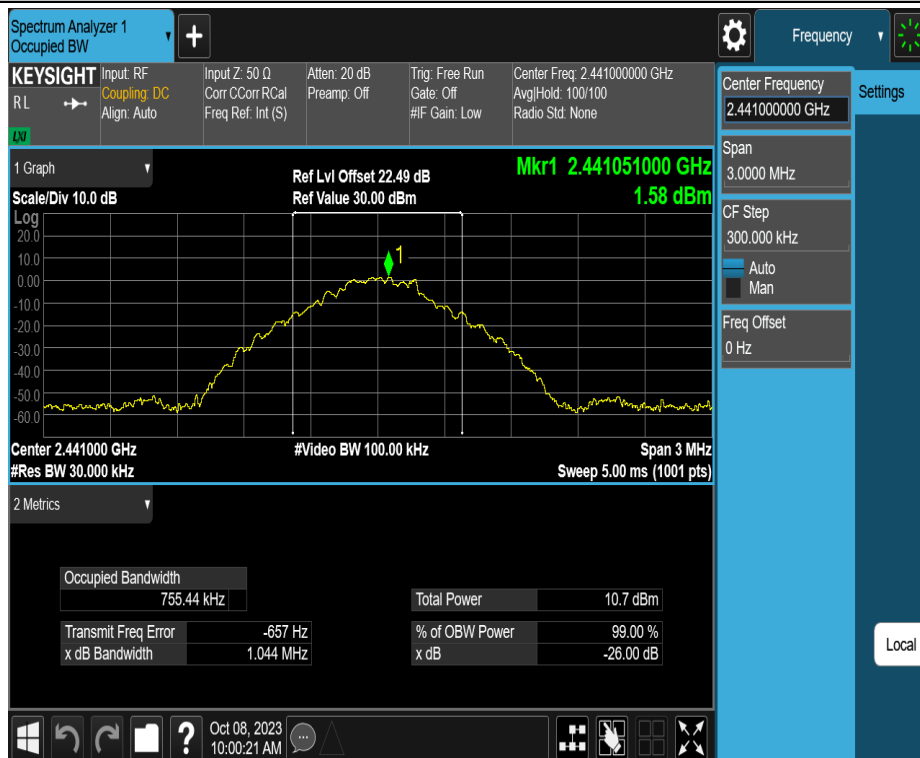 Spectrum Analyzer 1
Occupied BW
+
Frequency
KEYSIGHT
RL
LXI
Input: RF
Coupling: DC
Align: Auto
Input Z: 50 Ω
Corr CCorr RCal
Freq Ref: Int (S)
Atten: 20 dB
Preamp: Off
Trig: Free Run
Gate: Off
#IF Gain: Low
Center Freq: 2.441000000 GHz
Avg|Hold: 100/100
Radio Std: None
Center Frequency
2.441000000 GHz
Settings
Span
3.0000 MHz
CF Step
300.000 kHz
Auto
Man
Freq Offset
0 Hz
1 Graph
Scale/Div 10.0 dB
Ref Lvl Offset 22.49 dB
Ref Value 30.00 dBm
Mkr1 2.441051000 GHz
1.58 dBm
Log
20.0
10.0
0.00
-10.0
-20.0
-30.0
-40.0
-50.0
-60.0
1
Center 2.441000 GHz
#Res BW 30.000 kHz
#Video BW 100.00 kHz
Span 3 MHz
Sweep 5.00 ms (1001 pts)
2 Metrics
Occupied Bandwidth
755.44 kHz
Total Power 10.7 dBm
Transmit Freq Error -657 Hz
% of OBW Power 99.00 %
x dB Bandwidth 1.044 MHz
x dB -26.00 dB
Local
?
Oct 08, 2023
10:00:21 AM